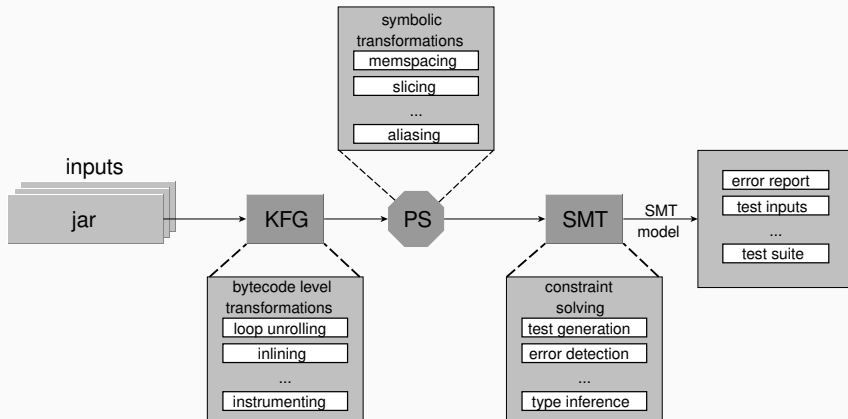 symbolic
transformations
memspacing
slicing
...
aliasing
inputs
jar
KFG
PS
SMT
SMT
model
error report
test inputs
...
test suite
bytecode level
transformations
loop unrolling
inlining
...
instrumenting
constraint
solving
test generation
error detection
...
type inference